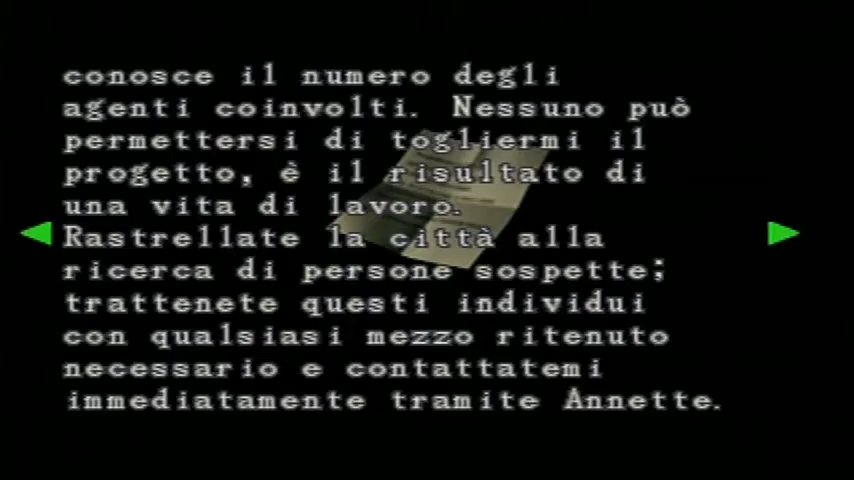 conosce il numero degli
agenti coinvolti. Nessuno può
permettersi di togliermi il
progetto, è il risultato di
una vita di lavoro.
Rastrellate la città alla
ricerca di persone sospette;
trattenete questi individui
con qualsiasi mezzo ritenuto
necessario e contattatemi
immediatamente tramite Annette.